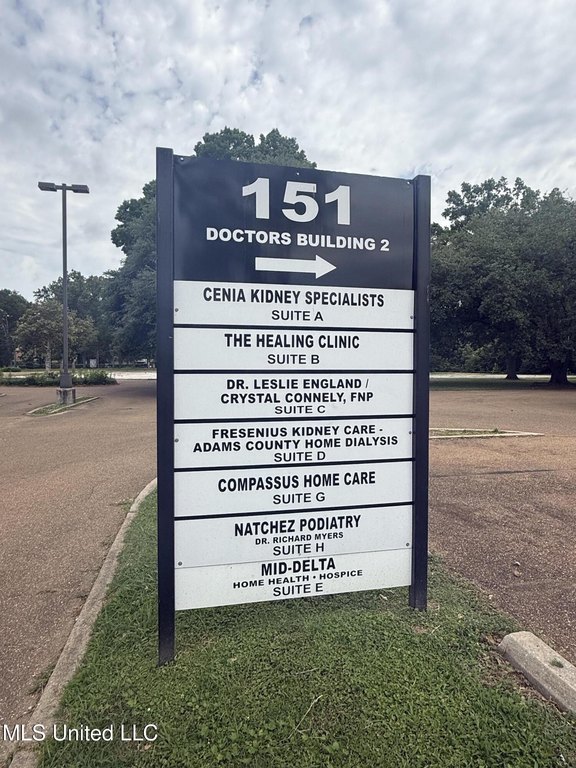 151
DOCTORS BUILDING 2
CENIA KIDNEY SPECIALISTS
SUITE A
THE HEALING CLINIC
SUITE B
DR. LESLIE ENGLAND /
CRYSTAL CONNELY, FNP
SUITE C
FRESENIUS KIDNEY CARE -
ADAMS COUNTY HOME DIALYSIS
SUITE D
COMPASSUS HOME CARE
SUITE G
NATCHEZ PODIATRY
DR. RICHARD MYERS
SUITE H
MID-DELTA
HOME HEALTH • HOSPICE
SUITE E
MLS United LLC